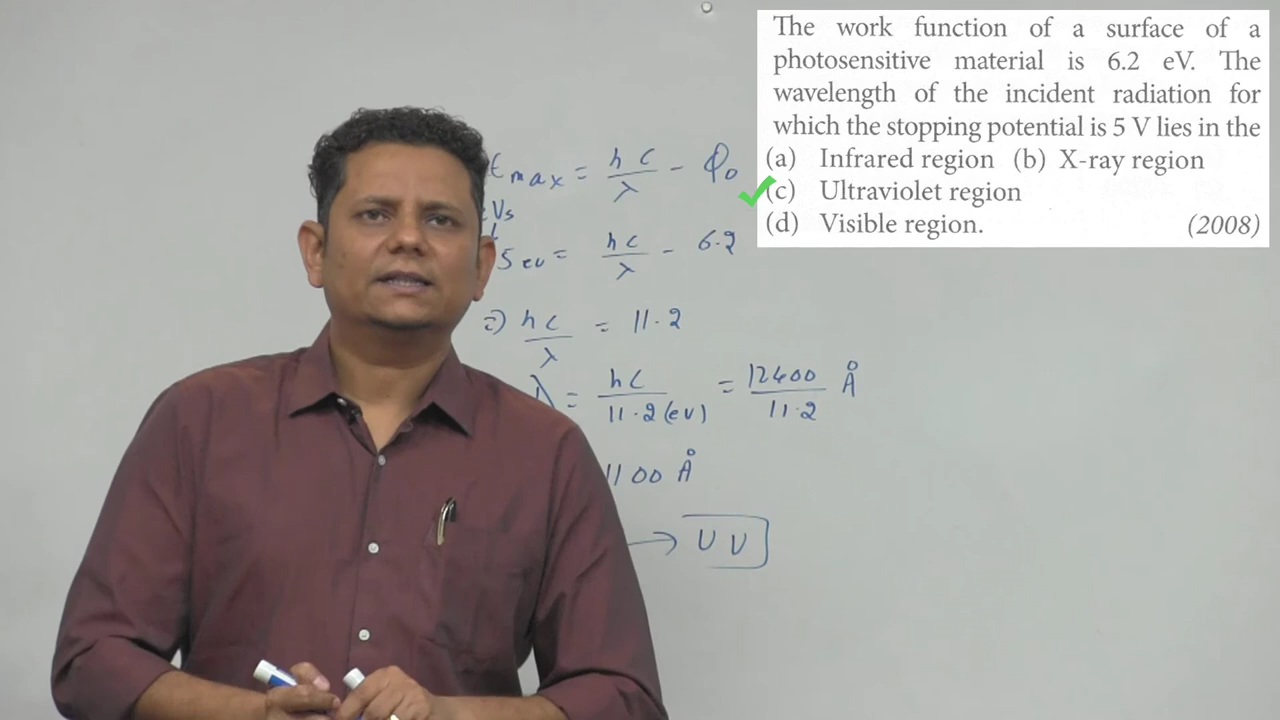 The work function of a surface of a
photosensitive material is 6.2 eV. The
wavelength of the incident radiation for
which the stopping potential is 5 V lies in the
(a) Infrared region (b) X-ray region
(c) Ultraviolet region
(d) Visible region. (2008)
max = hc/λ - Φ₀
Vs
5 ev = hc/λ - 6.2
=) hc/λ = 11.2
λ = hc/11.2(ev) = 12400/11.2 Å
1100 Å
→ UV